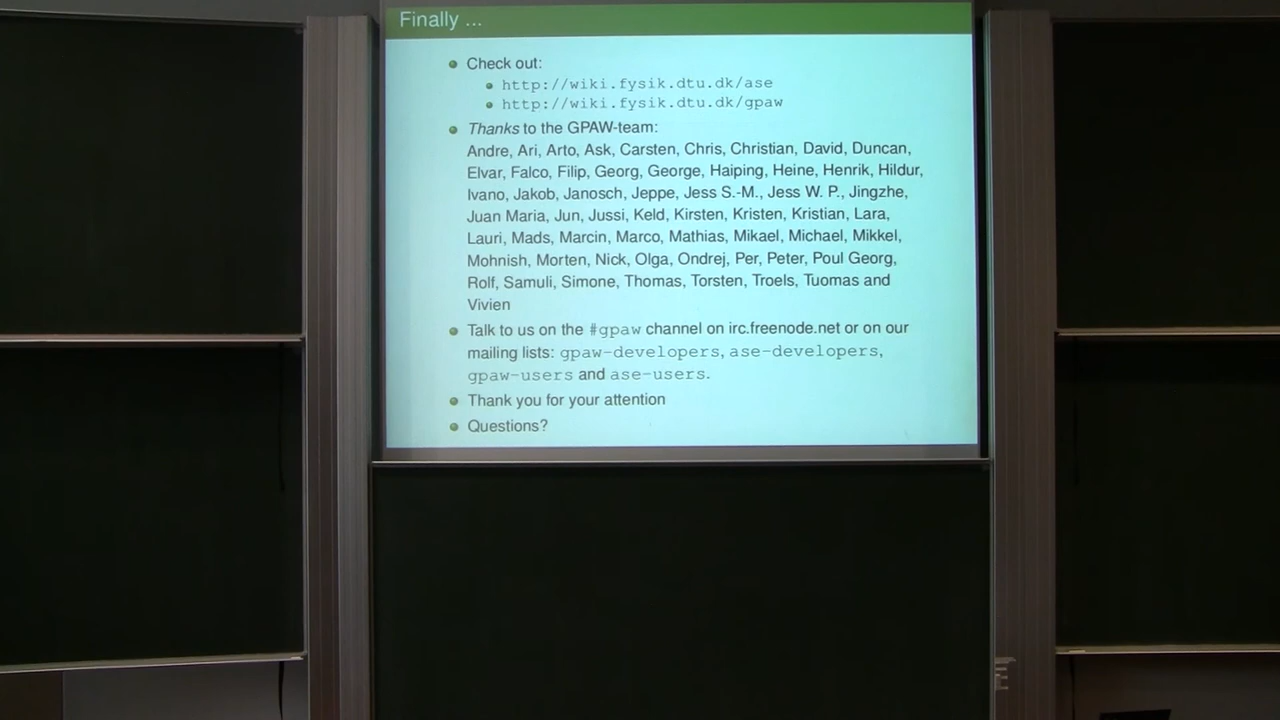 Finally ...
Check out:
http://wiki.fysik.dtu.dk/ase
http://wiki.fysik.dtu.dk/gpaw
Thanks to the GPAW-team:
Andre, Ari, Arto, Ask, Carsten, Chris, Christian, David, Duncan,
Elvar, Falco, Filip, Georg, George, Haiping, Heine, Henrik, Hildur,
Ivano, Jakob, Janosch, Jeppe, Jess S.-M., Jess W. P., Jingzhe,
Juan Maria, Jun, Jussi, Keld, Kirsten, Kristen, Kristian, Lara,
Lauri, Mads, Marcin, Marco, Mathias, Mikael, Michael, Mikkel,
Mohnish, Morten, Nick, Olga, Ondrej, Per, Peter, Poul Georg,
Rolf, Samuli, Simone, Thomas, Torsten, Troels, Tuomas and
Vivien
Talk to us on the #gpaw channel on irc.freenode.net or on our
mailing lists: gpaw-developers, ase-developers,
gpaw-users and ase-users.
Thank you for your attention
Questions?